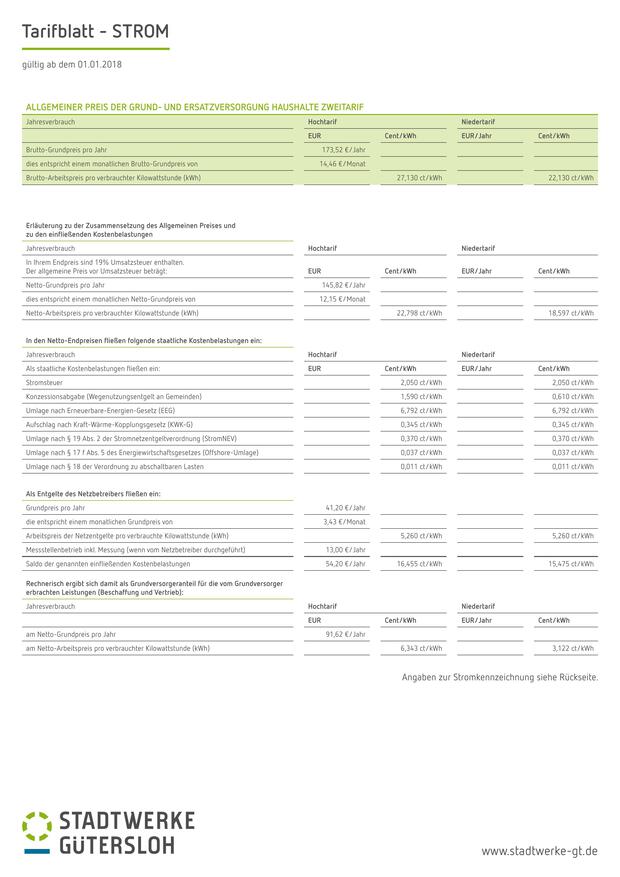 Tarifblatt - STROM
gültig ab dem 01.01.2018
ALLGEMEINER PREIS DER GRUND- UND ERSATZVERSORGUNG HAUSHALTE ZWEITARIF
Jahresverbrauch Hochtarif Niedertarif
EUR Cent/kWh EUR/Jahr Cent/kWh
Brutto-Grundpreis pro Jahr 173,52 €/Jahr
dies entspricht einem monatlichen Brutto-Grundpreis von 14,46 €/Monat
Brutto-Arbeitspreis pro verbrauchter Kilowattstunde (kWh) 27,130 ct/kWh 22,130 ct/kWh
Erläuterung zu der Zusammensetzung des Allgemeinen Preises und
zu den einfließenden Kostenbelastungen
Jahresverbrauch Hochtarif Niedertarif
In Ihrem Endpreis sind 19% Umsatzsteuer enthalten.
Der allgemeine Preis vor Umsatzsteuer beträgt: EUR Cent/kWh EUR/Jahr Cent/kWh
Netto-Grundpreis pro Jahr 145,82 €/Jahr
dies entspricht einem monatlichen Netto-Grundpreis von 12,15 €/Monat
Netto-Arbeitspreis pro verbrauchter Kilowattstunde (kWh) 22,798 ct/kWh 18,597 ct/kWh
In den Netto-Endpreisen fließen folgende staatliche Kostenbelastungen ein:
Jahresverbrauch Hochtarif Niedertarif
Als staatliche Kostenbelastungen fließen ein: EUR Cent/kWh EUR/Jahr Cent/kWh
Stromsteuer 2,050 ct/kWh 2,050 ct/kWh
Konzessionsabgabe (Wegenutzungsentgelt an Gemeinden) 1,590 ct/kWh 0,610 ct/kWh
Umlage nach Erneuerbare-Energien-Gesetz (EEG) 6,792 ct/kWh 6,792 ct/kWh
Aufschlag nach Kraft-Wärme-Kopplungsgesetz (KWK-G) 0,345 ct/kWh 0,345 ct/kWh
Umlage nach § 19 Abs. 2 der Stromnetzentgeltverordnung (StromNEV) 0,370 ct/kWh 0,370 ct/kWh
Umlage nach § 17 f Abs. 5 des Energiewirtschaftsgesetzes (Offshore-Umlage) 0,037 ct/kWh 0,037 ct/kWh
Umlage nach § 18 der Verordnung zu abschaltbaren Lasten 0,011 ct/kWh 0,011 ct/kWh
Als Entgelte des Netzbetreibers fließen ein:
Grundpreis pro Jahr 41,20 €/Jahr
die entspricht einem monatlichen Grundpreis von 3,43 €/Monat
Arbeitspreis der Netzentgelte pro verbrauchte Kilowattstunde (kWh) 5,260 ct/kWh 5,260 ct/kWh
Messstellenbetrieb inkl. Messung (wenn vom Netzbetreiber durchgeführt) 13,00 €/Jahr
Saldo der genannten einfließenden Kostenbelastungen 54,20 €/Jahr 16,455 ct/kWh 15,475 ct/kWh
Rechnerisch ergibt sich damit als Grundversorgeranteil für die vom Grundversorger
erbrachten Leistungen (Beschaffung und Vertrieb):
Jahresverbrauch Hochtarif Niedertarif
EUR Cent/kWh EUR/Jahr Cent/kWh
am Netto-Grundpreis pro Jahr 91,62 €/Jahr
am Netto-Arbeitspreis pro verbrauchter Kilowattstunde (kWh) 6,343 ct/kWh 3,122 ct/kWh
Angaben zur Stromkennzeichnung siehe Rückseite.
STADTWERKE
GÜTERSLOH
www.stadtwerke-gt.de